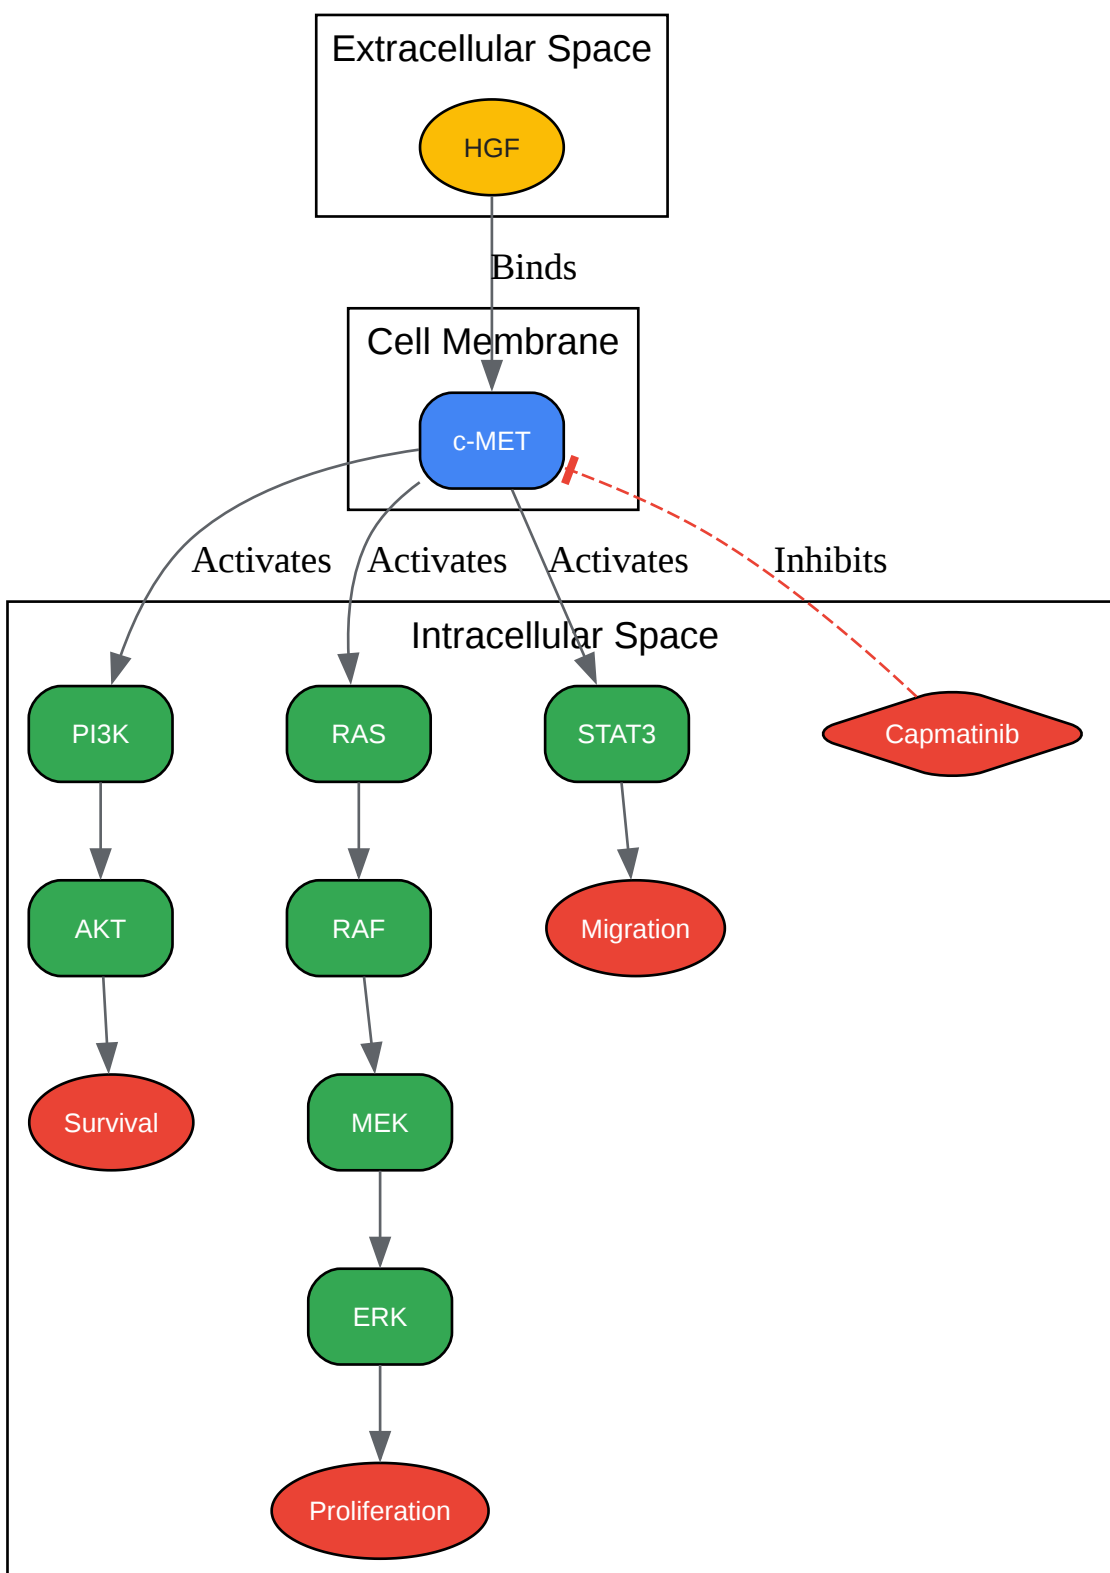 Extracellular Space
HGF
Binds
Cell Membrane
c-MET
Activates
Activates
Activates
Inhibits
Intracellular Space
PI3K
RAS
STAT3
Capmatinib
AKT
RAF
Migration
Survival
MEK
ERK
Proliferation